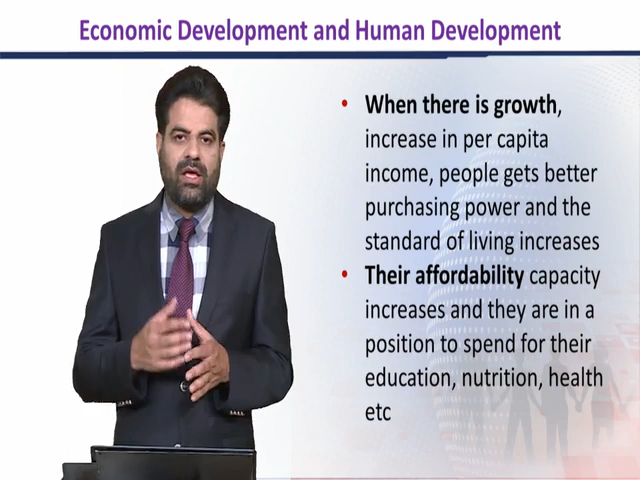 Economic Development and Human Development
• When there is growth,
increase in per capita
income, people gets better
purchasing power and the
standard of living increases
• Their affordability capacity
increases and they are in a
position to spend for their
education, nutrition, health
etc